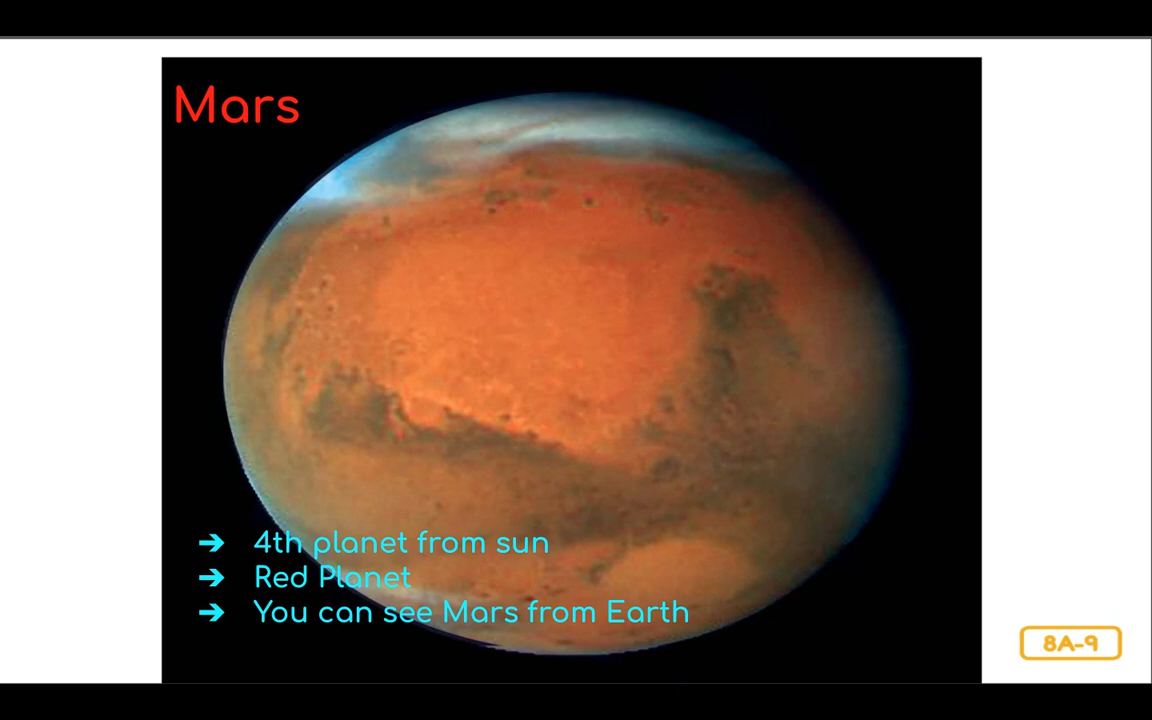 Mars
➔ 4th planet from sun
➔ Red Planet
➔ You can see Mars from Earth
8A-9